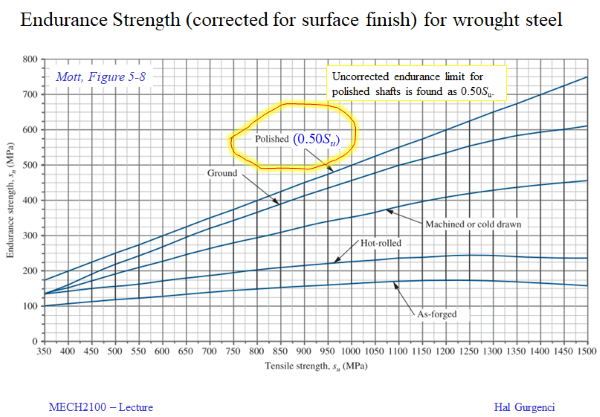 Endurance Strength (corrected for surface finish) for wrought steel
Mott, Figure 5-8
Uncorrected endurance limit for
polished shafts is found as 0.50Su.
Polished (0.50Su)
Ground
Machined or cold drawn
Hot-rolled
As-forged
Endurance strength, sn (MPa)
800
700
600
500
400
300
200
100
0
350 400 450 500 550 600 650 700 750 800 850 900 950 1000 1050 1100 1150 1200 1250 1300 1350 1400 1450 1500
Tensile strength, su (MPa)
MECH2100 – Lecture
Hal Gurgenci